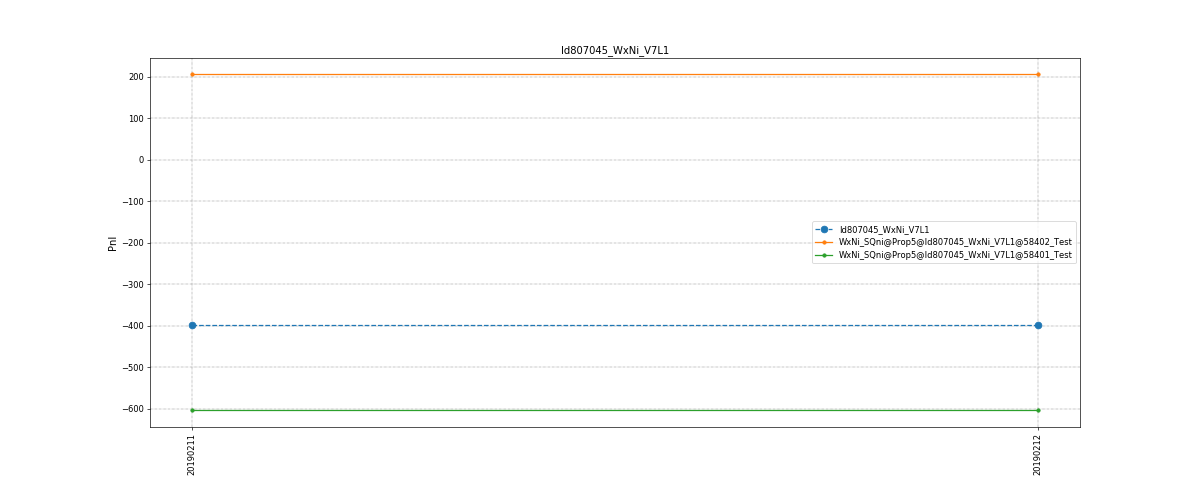 Id807045_WxNi_V7L1
200
100
0
−100
−200
−300
−400
−500
−600
Pnl
Id807045_WxNi_V7L1
WxNi_SQni@Prop5@Id807045_WxNi_V7L1@58402_Test
WxNi_SQni@Prop5@Id807045_WxNi_V7L1@58401_Test
20190211
20190212